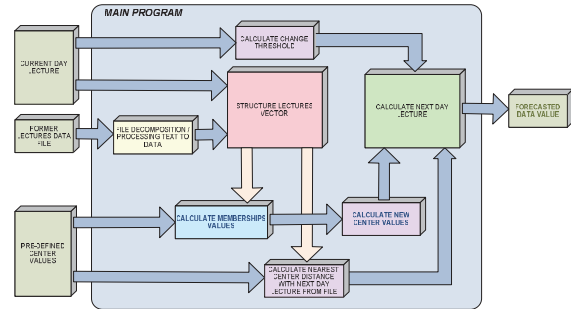 MAIN PROGRAM
CURRENT DAY
LECTURE
CALCULATE CHANGE
THRESHOLD
STRUCTURE LECTURES
VECTOR
CALCULATE NEXT DAY
LECTURE
FORECASTED
DATA VALUE
FORMER
LECTURES DATA
FILE
FILE DECOMPOSITION /
PROCESSING TEXT TO
DATA
CALCULATE MEMBERSHIPS
VALUES
CALCULATE NEW
CENTER VALUES
PRE-DEFINED
CENTER
VALUES
CALCULATE NEAREST
CENTER DISTANCE
WITH NEXT DAY
LECTURE FROM FILE